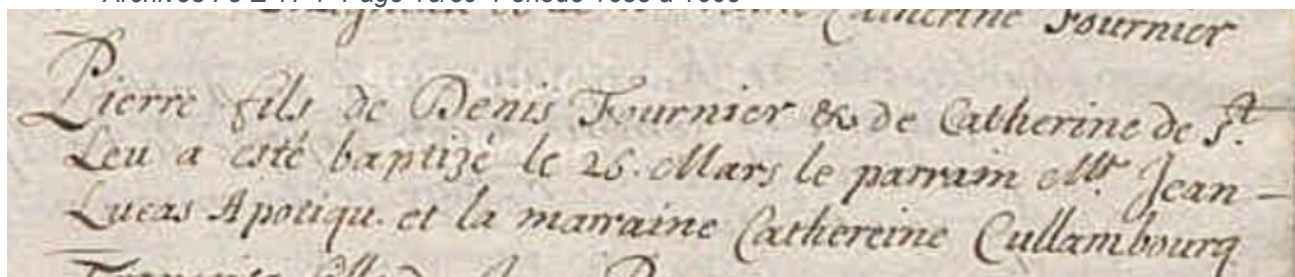 Catherine Fournier
Pierre fils de Denis Fournier & de Catherine de St.
Leu a esté baptizé le 26. Mars le parrain Mtr Jean –
Lucas Apotiqu. et la marraine Cathereine Cullambourg